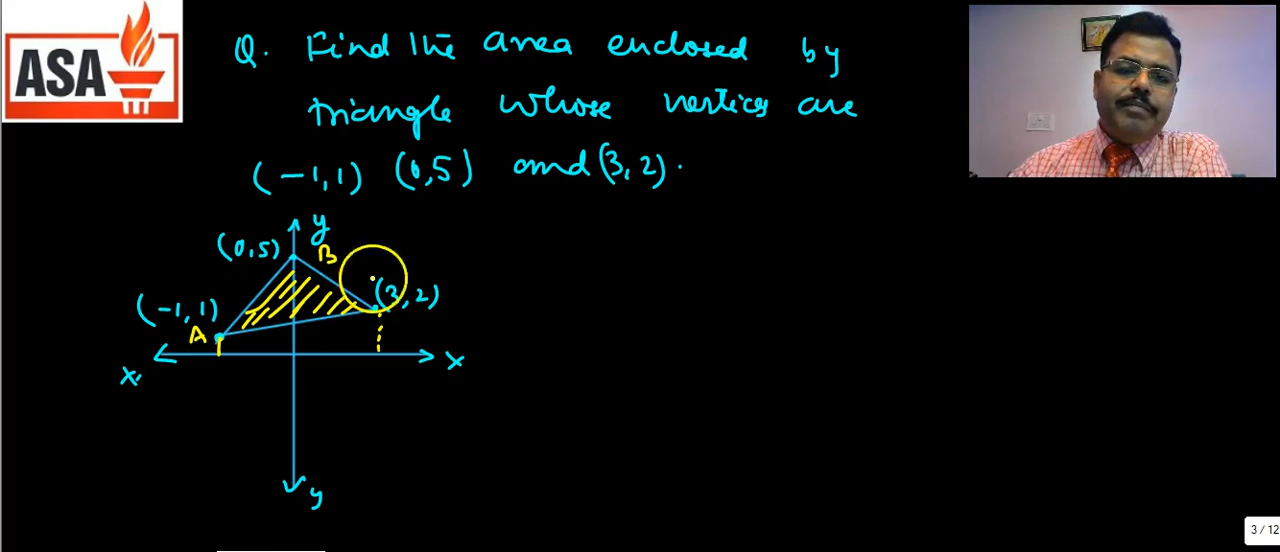 ASA
Q. Find the area enclosed by
triangle whose vertices are
(-1,1) (0,5) and (3,2).
y
(0,5)
B
(3,2)
(-1,1)
A
x
x
y
3 / 12